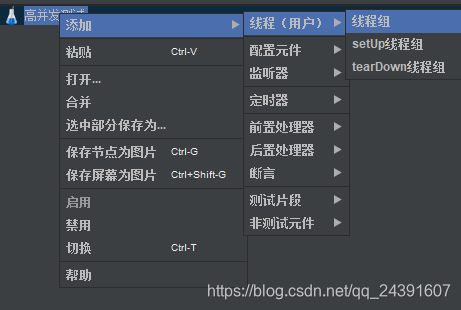 高并发测试
添加
粘贴 Ctrl-V
打开...
合并
选中部分保存为...
保存节点为图片 Ctrl-G
保存屏幕为图片 Ctrl+Shift-G
启用
禁用
切换 Ctrl-T
帮助
线程（用户）
配置元件
监听器
定时器
前置处理器
后置处理器
断言
测试片段
非测试元件
线程组
setUp线程组
tearDown线程组
https://blog.csdn.net/qq_24391607